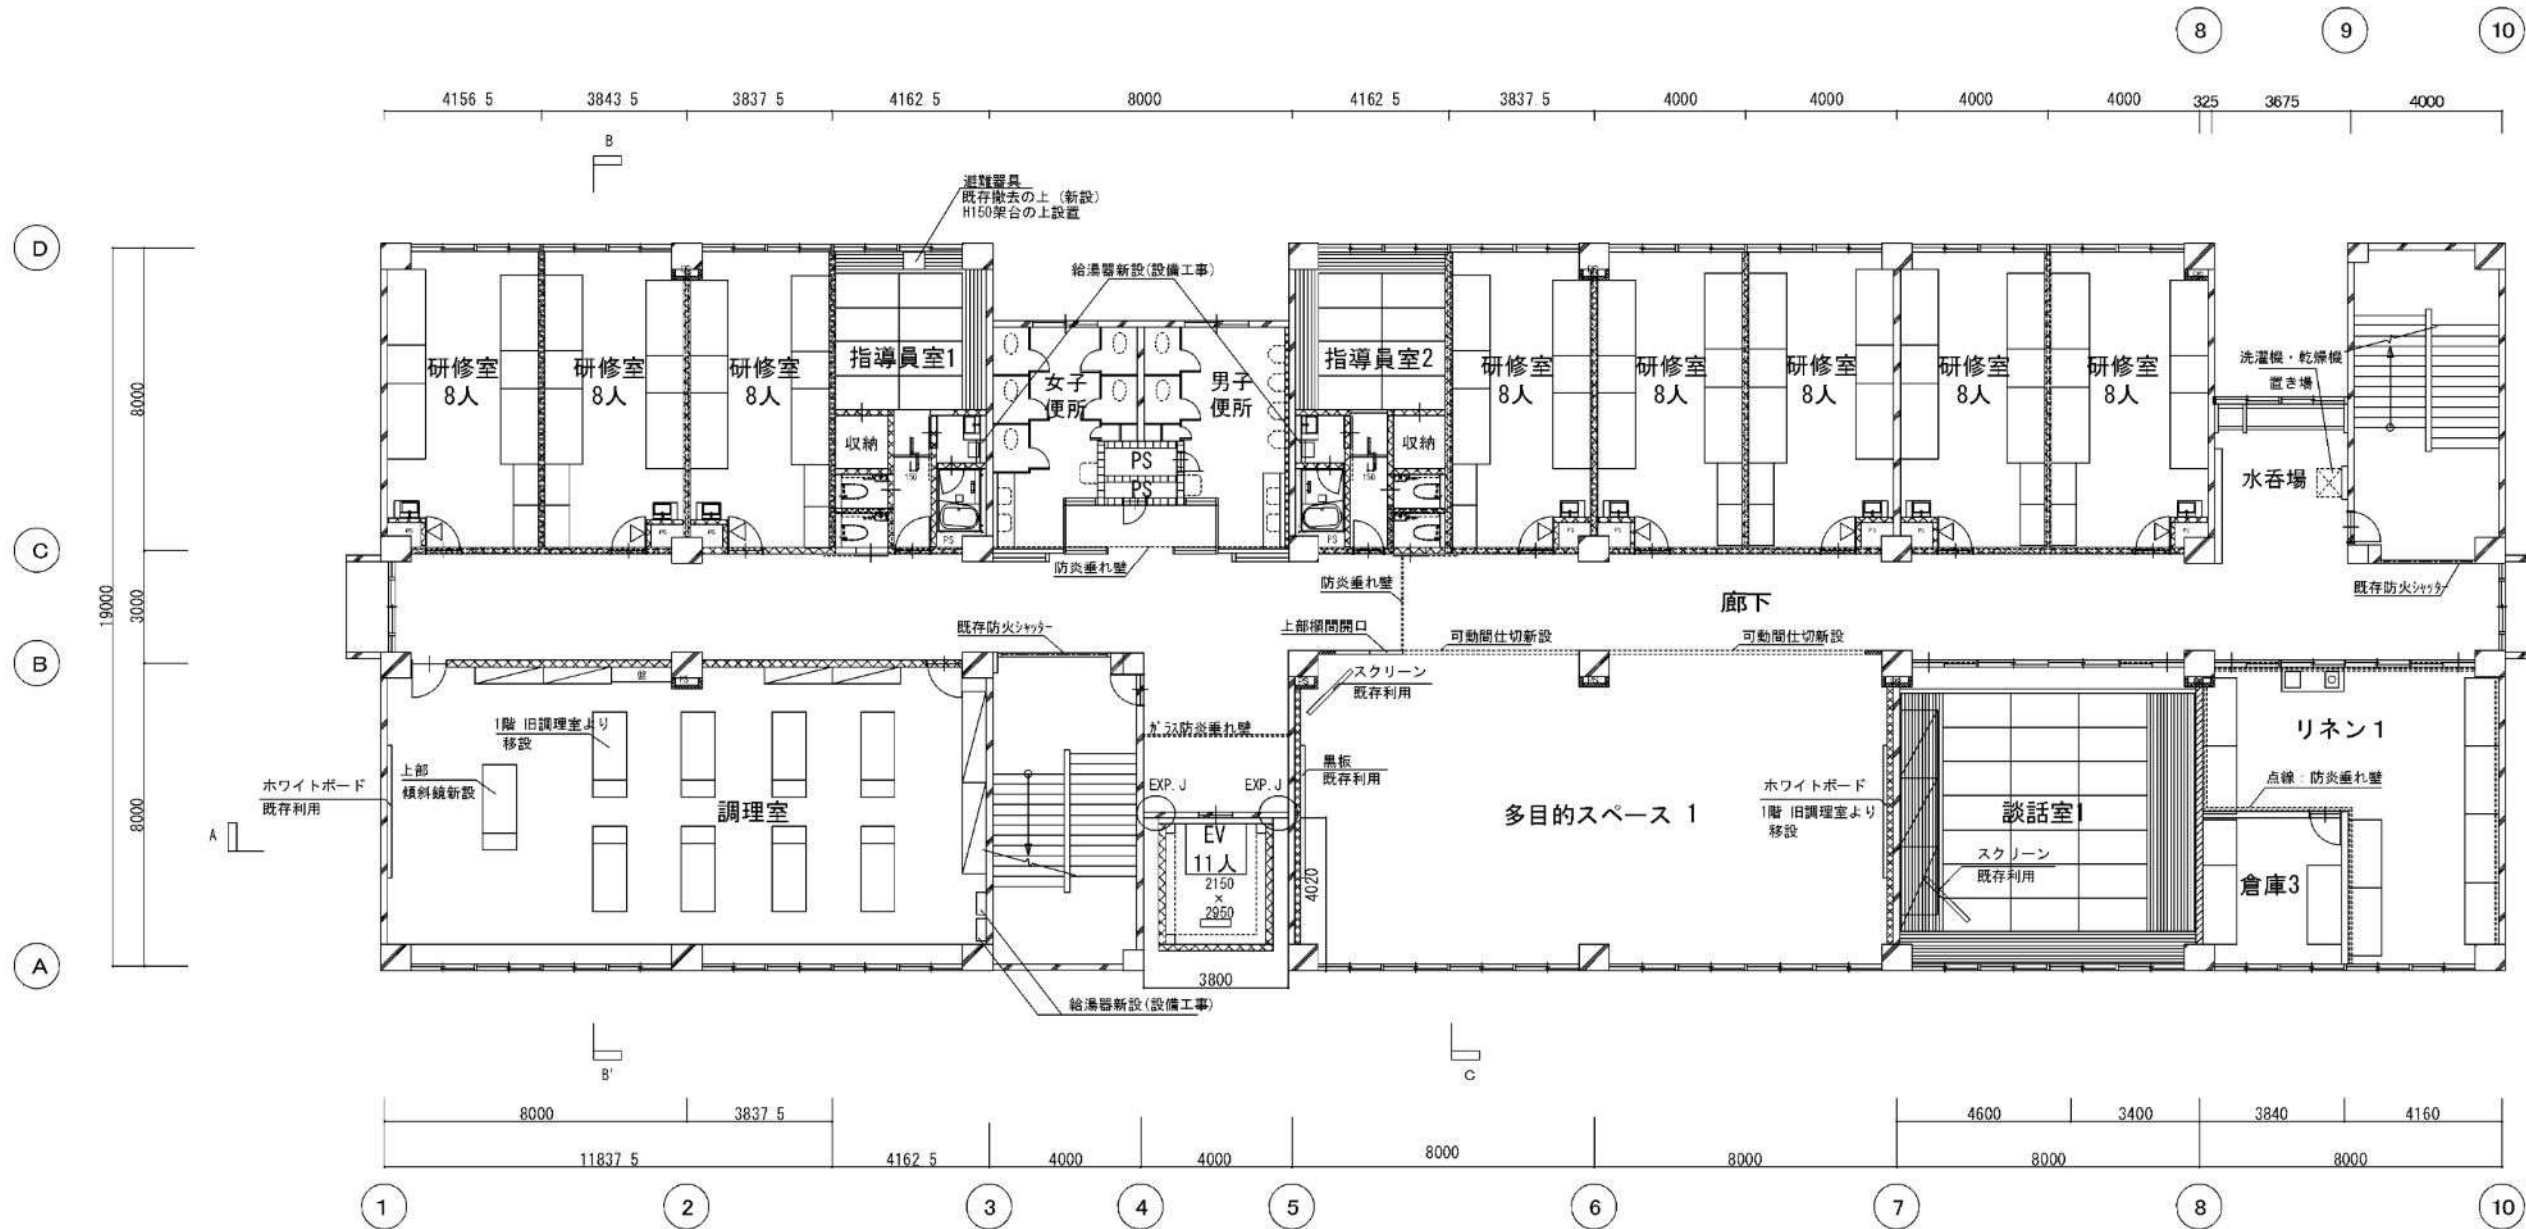 8 9 10
4156 5 3843 5 3837 5 4162.5 8000 4162 5 3837.5 4000 4000 4000 4000 325 3675 4000
B
避難器具
既存撤去の上（新設）
H150架台の上設置
D
給湯器新設(設備工事)
研修室
8人
研修室
8人
研修室
8人
指導員室1
女子
便所
男子
便所
指導員室2
研修室
8人
研修室
8人
研修室
8人
研修室
8人
研修室
8人
洗濯機・乾燥機
置き場
8000
収納
PS
PS
収納
150
150
水呑場
PS
PS
C
防炎垂れ壁
防炎垂れ壁
既存防火シャッター
19000
3000
廊下
既存防火シャッター
上部欄間開口
可動間仕切新設
可動間仕切新設
B
スクリーン
既存利用
1階 旧調理室より
移設
ガラス防炎垂れ壁
リネン1
上部
傾斜鏡新設
ホワイトボード
既存利用
黒板
既存利用
ホワイトボード
1階 旧調理室より
移設
点線：防炎垂れ壁
EXP.J
EXP.J
調理室
多目的スペース 1
談話室1
8000
A
EV
11人
2150
×
2950
4020
スクリーン
既存利用
倉庫3
A
3800
給湯器新設(設備工事)
B'
C
8000 3837 5 4600 3400 3840 4160
11837 5 4162 5 4000 4000 8000 8000 8000 8000
1 2 3 4 5 6 7 8 10